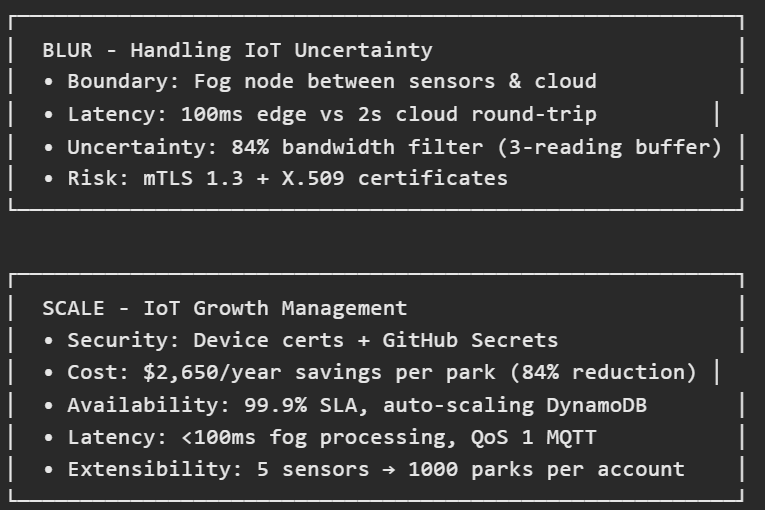 BLUR - Handling IoT Uncertainty
• Boundary: Fog node between sensors & cloud
• Latency: 100ms edge vs 2s cloud round-trip
• Uncertainty: 84% bandwidth filter (3-reading buffer)
• Risk: mTLS 1.3 + X.509 certificates
SCALE - IoT Growth Management
• Security: Device certs + GitHub Secrets
• Cost: $2,650/year savings per park (84% reduction)
• Availability: 99.9% SLA, auto-scaling DynamoDB
• Latency: <100ms fog processing, QoS 1 MQTT
• Extensibility: 5 sensors → 1000 parks per account